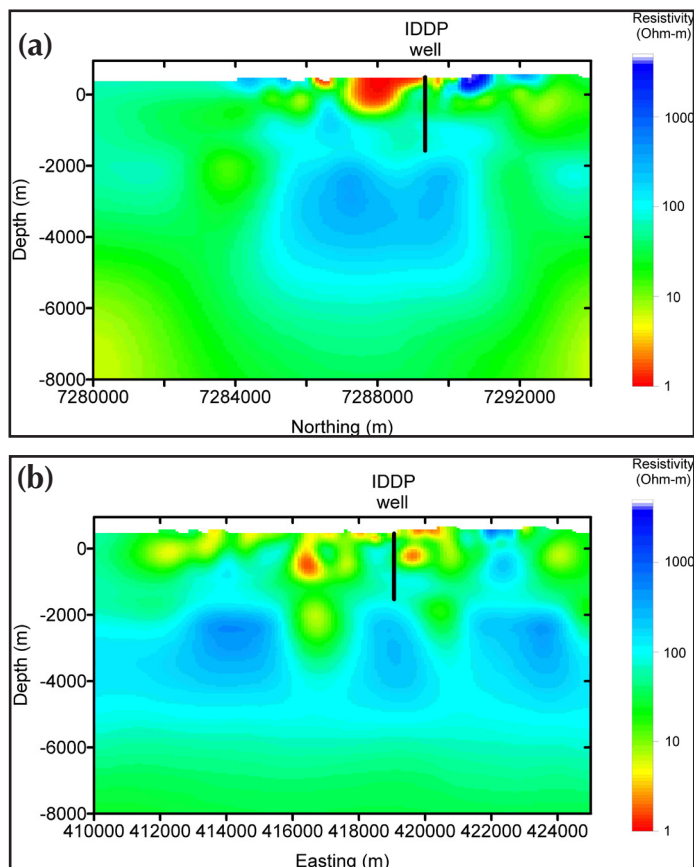 (a)
IDDP
well
Resistivity
(Ohm-m)
0
-2000
-4000
-6000
-8000
Depth (m)
7280000 7284000 7288000 7292000
Northing (m)
1000
100
10
1
(b)
IDDP
well
Resistivity
(Ohm-m)
0
-2000
-4000
-6000
-8000
Depth (m)
410000 412000 414000 416000 418000 420000 422000 424000
Easting (m)
1000
100
10
1